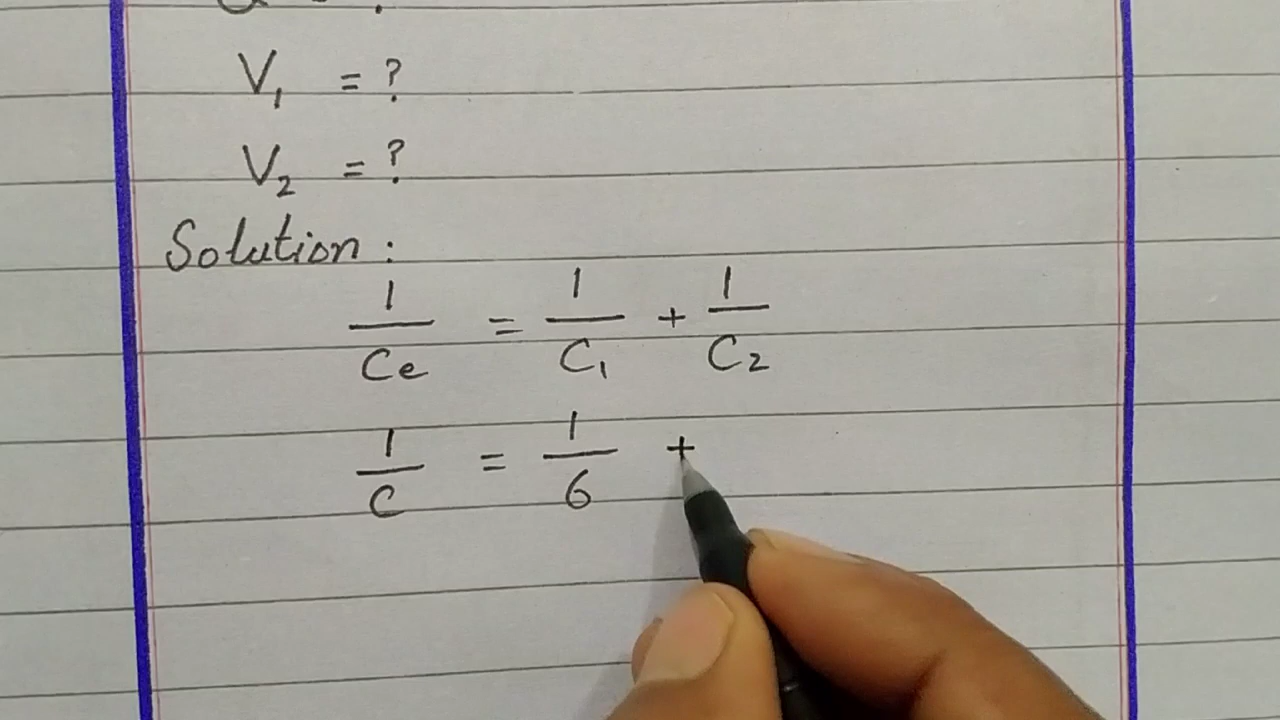 V₁ = ?
V₂ = ?
Solution :
1/Ce = 1/C₁ + 1/C₂
1/C = 1/6 +